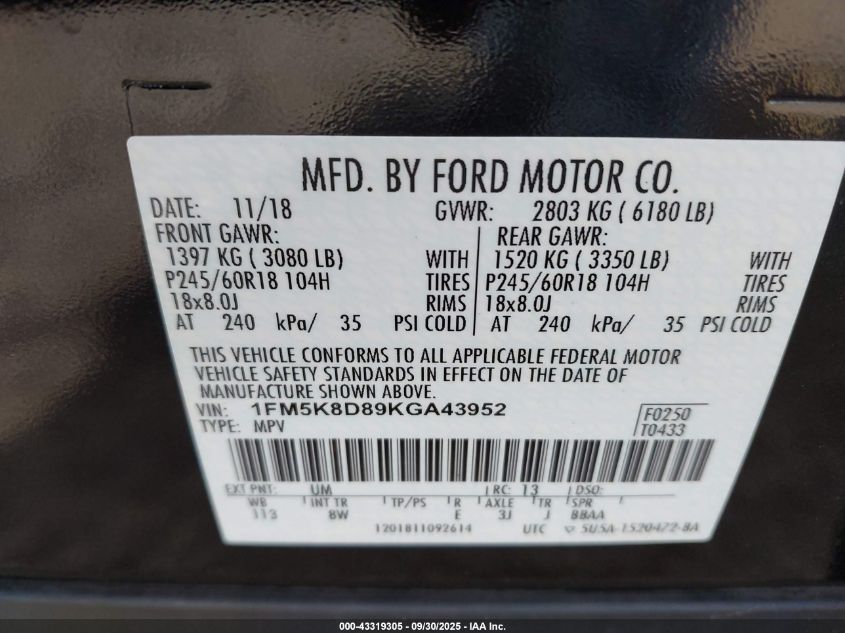 MFD. BY FORD MOTOR CO.
DATE: 11/18 GVWR: 2803 KG ( 6180 LB)
FRONT GAWR: REAR GAWR:
1397 KG ( 3080 LB) WITH 1520 KG ( 3350 LB) WITH
P245/60R18 104H TIRES P245/60R18 104H TIRES
18x8.0J RIMS 18x8.0J RIMS
AT 240 kPa/ 35 PSI COLD AT 240 kPa/ 35 PSI COLD
THIS VEHICLE CONFORMS TO ALL APPLICABLE FEDERAL MOTOR
VEHICLE SAFETY STANDARDS IN EFFECT ON THE DATE OF
MANUFACTURE SHOWN ABOVE.
VIN: 1FM5K8D89KGA43952 F0250
TYPE: MPV T0433
EXT PNT: UM RC: 13 DSO:
WB INT TR TP/PS R AXLE TR SPR
113 8W E 3J J BBAA
1201811092614 UTC 5U5A-1520472-BA
000-43319305 - 09/30/2025 - IAA Inc.